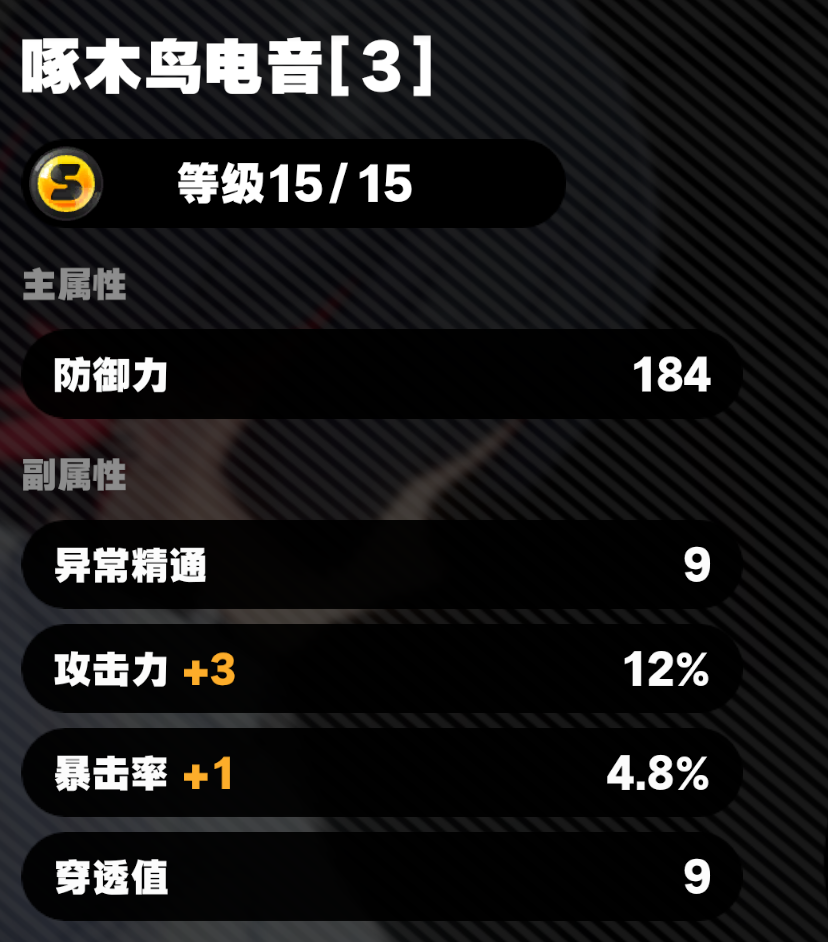 啄木鸟电音[3]
S 等级15/15
主属性
防御力 184
副属性
异常精通 9
攻击力 +3 12%
暴击率 +1 4.8%
穿透值 9